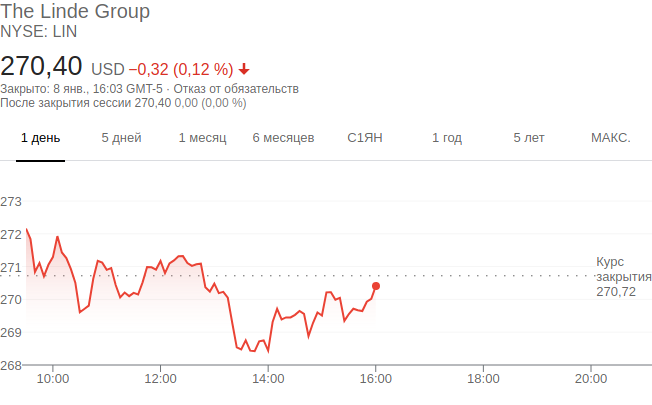 The Linde Group
NYSE: LIN
270,40 USD −0,32 (0,12 %)
Закрыто: 8 янв., 16:03 GMT-5 · Отказ от обязательств
После закрытия сессии 270,40 0,00 (0,00 %)
1 день 5 дней 1 месяц 6 месяцев С1ЯН 1 год 5 лет МАКС.
273
272
271
270
269
268
Курс
закрытия
270,72
10:00 12:00 14:00 16:00 18:00 20:00